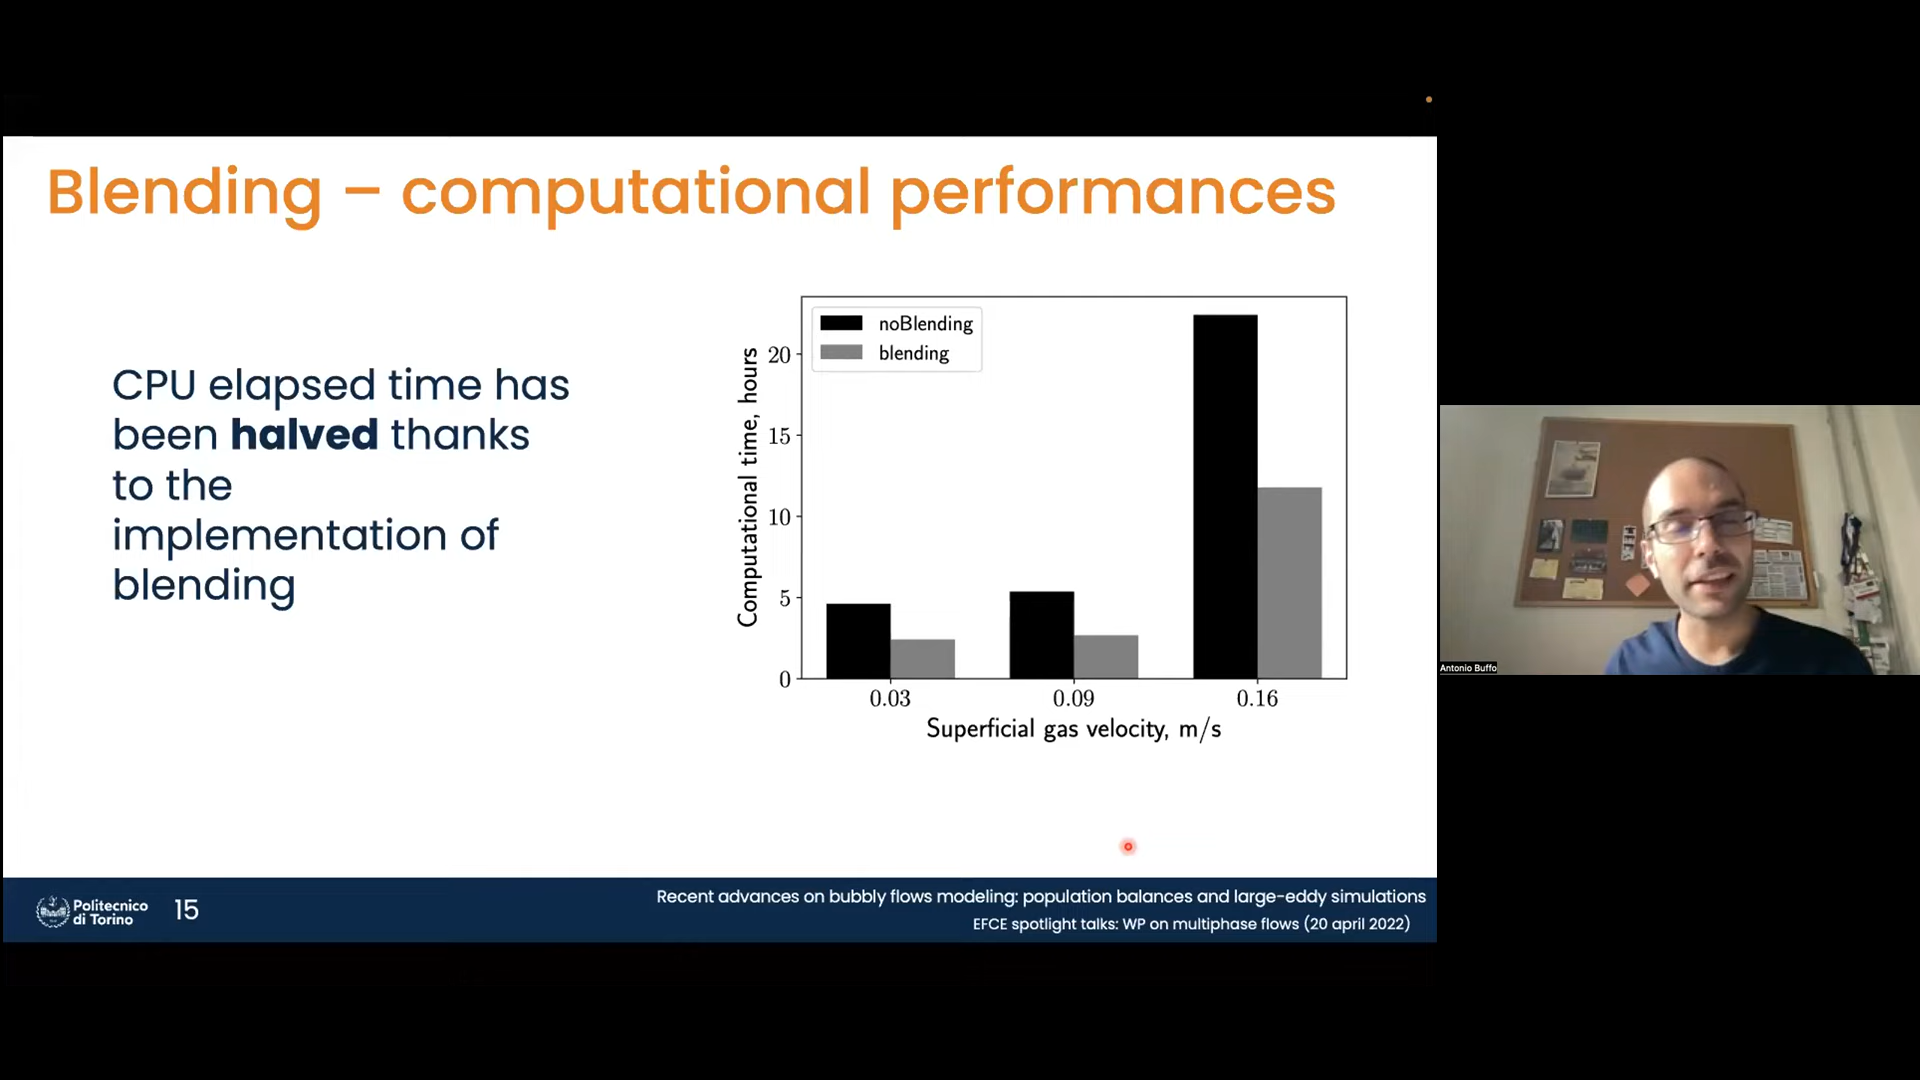 Blending – computational performances
CPU elapsed time has
been halved thanks
to the
implementation of
blending
noBlending
blending
Computational time, hours
20
15
10
5
0
0.03
0.09
0.16
Superficial gas velocity, m/s
Politecnico
di Torino
15
Recent advances on bubbly flows modeling: population balances and large-eddy simulations
EFCE spotlight talks: WP on multiphase flows (20 april 2022)
Antonio Buffo